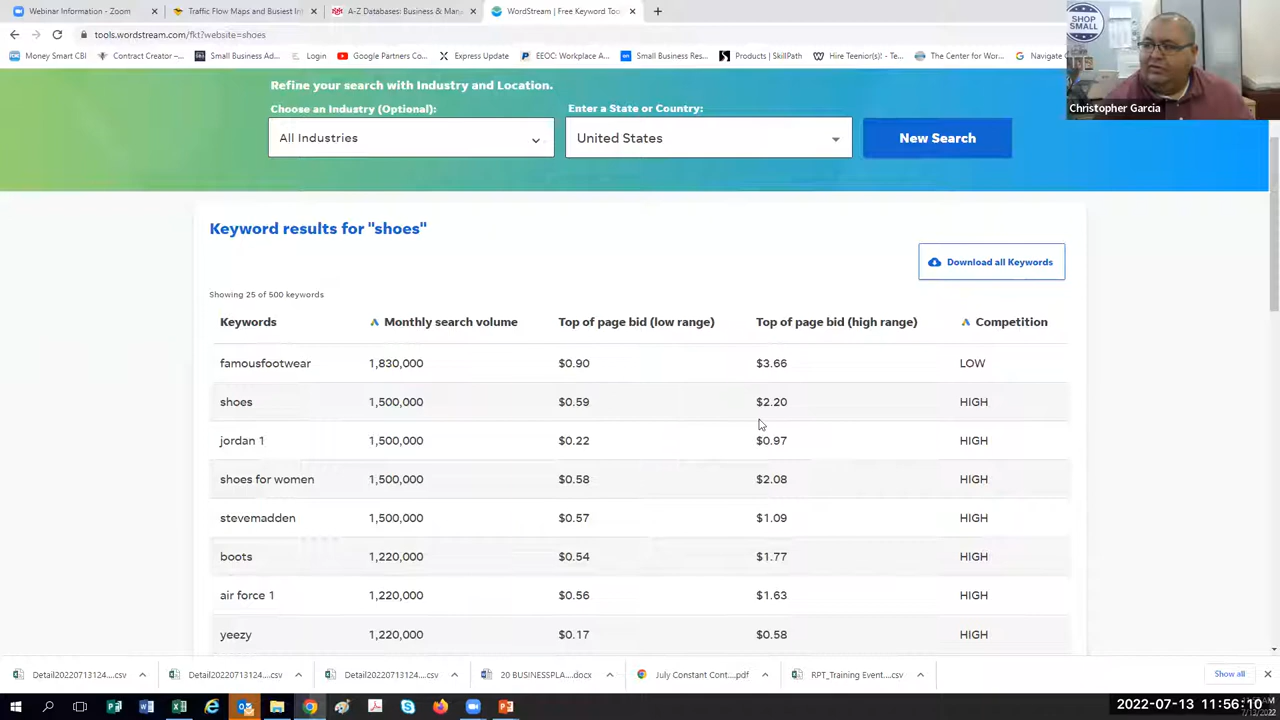 Webinar Information - Zoom
Traffic Flow Maps and Busiest In
A-Z Databases: Business & Mar
WordStream | Free Keyword Too
tools.wordstream.com/fkt?website=shoes
Money Smart CBI
Contract Creator –...
Small Business Ad...
Login
Google Partners Co...
Express Update
EEOC: Workplace A...
Small Business Res...
Products | SkillPath
Hire Teenior(s)! - Te...
The Center for Wor...
Navigate
SHOP
SMALL
Christopher Garcia
Refine your search with Industry and Location.
Choose an Industry (Optional):
Enter a State or Country:
All Industries
United States
New Search
Keyword results for "shoes"
Download all Keywords
Showing 25 of 500 keywords
Keywords Monthly search volume Top of page bid (low range) Top of page bid (high range) Competition
famousfootwear 1,830,000 $0.90 $3.66 LOW
shoes 1,500,000 $0.59 $2.20 HIGH
jordan 1 1,500,000 $0.22 $0.97 HIGH
shoes for women 1,500,000 $0.58 $2.08 HIGH
stevemadden 1,500,000 $0.57 $1.09 HIGH
boots 1,220,000 $0.54 $1.77 HIGH
air force 1 1,220,000 $0.56 $1.63 HIGH
yeezy 1,220,000 $0.17 $0.58 HIGH
Detail20220713124....csv
Detail20220713124....csv
Detail20220713124....csv
20 BUSINESSPLA....docx
July Constant Cont....pdf
RPT_Training Event....csv
Show all
2022-07-13 11:56:10